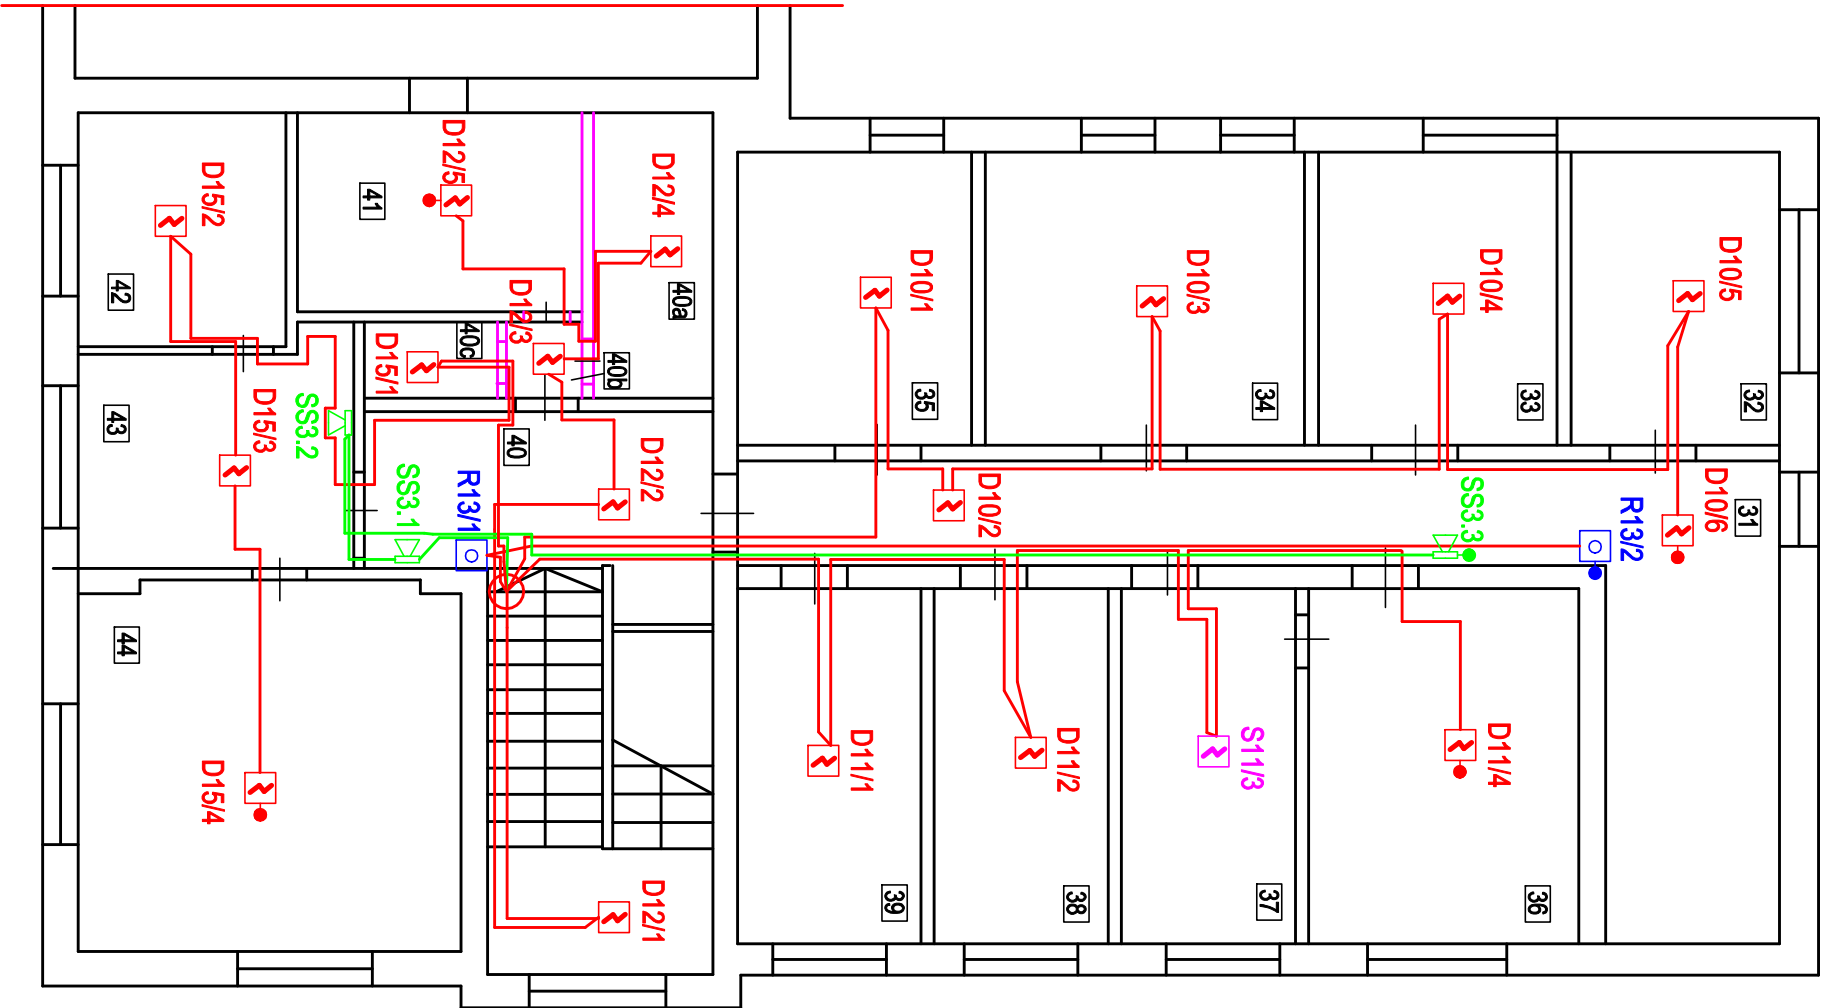 D12/5
D12/4
D15/2
41
42
40a
D12/3
40c
40b
D15/1
D15/3
43
SS3.2
40
D12/2
SS3.1
R13/1
44
D15/4
D12/1
D10/1
D10/3
D10/4
D10/5
35
34
33
32
D10/2
SS3.3
R13/2
D10/6
31
D11/1
D11/2
S11/3
D11/4
39
38
37
36